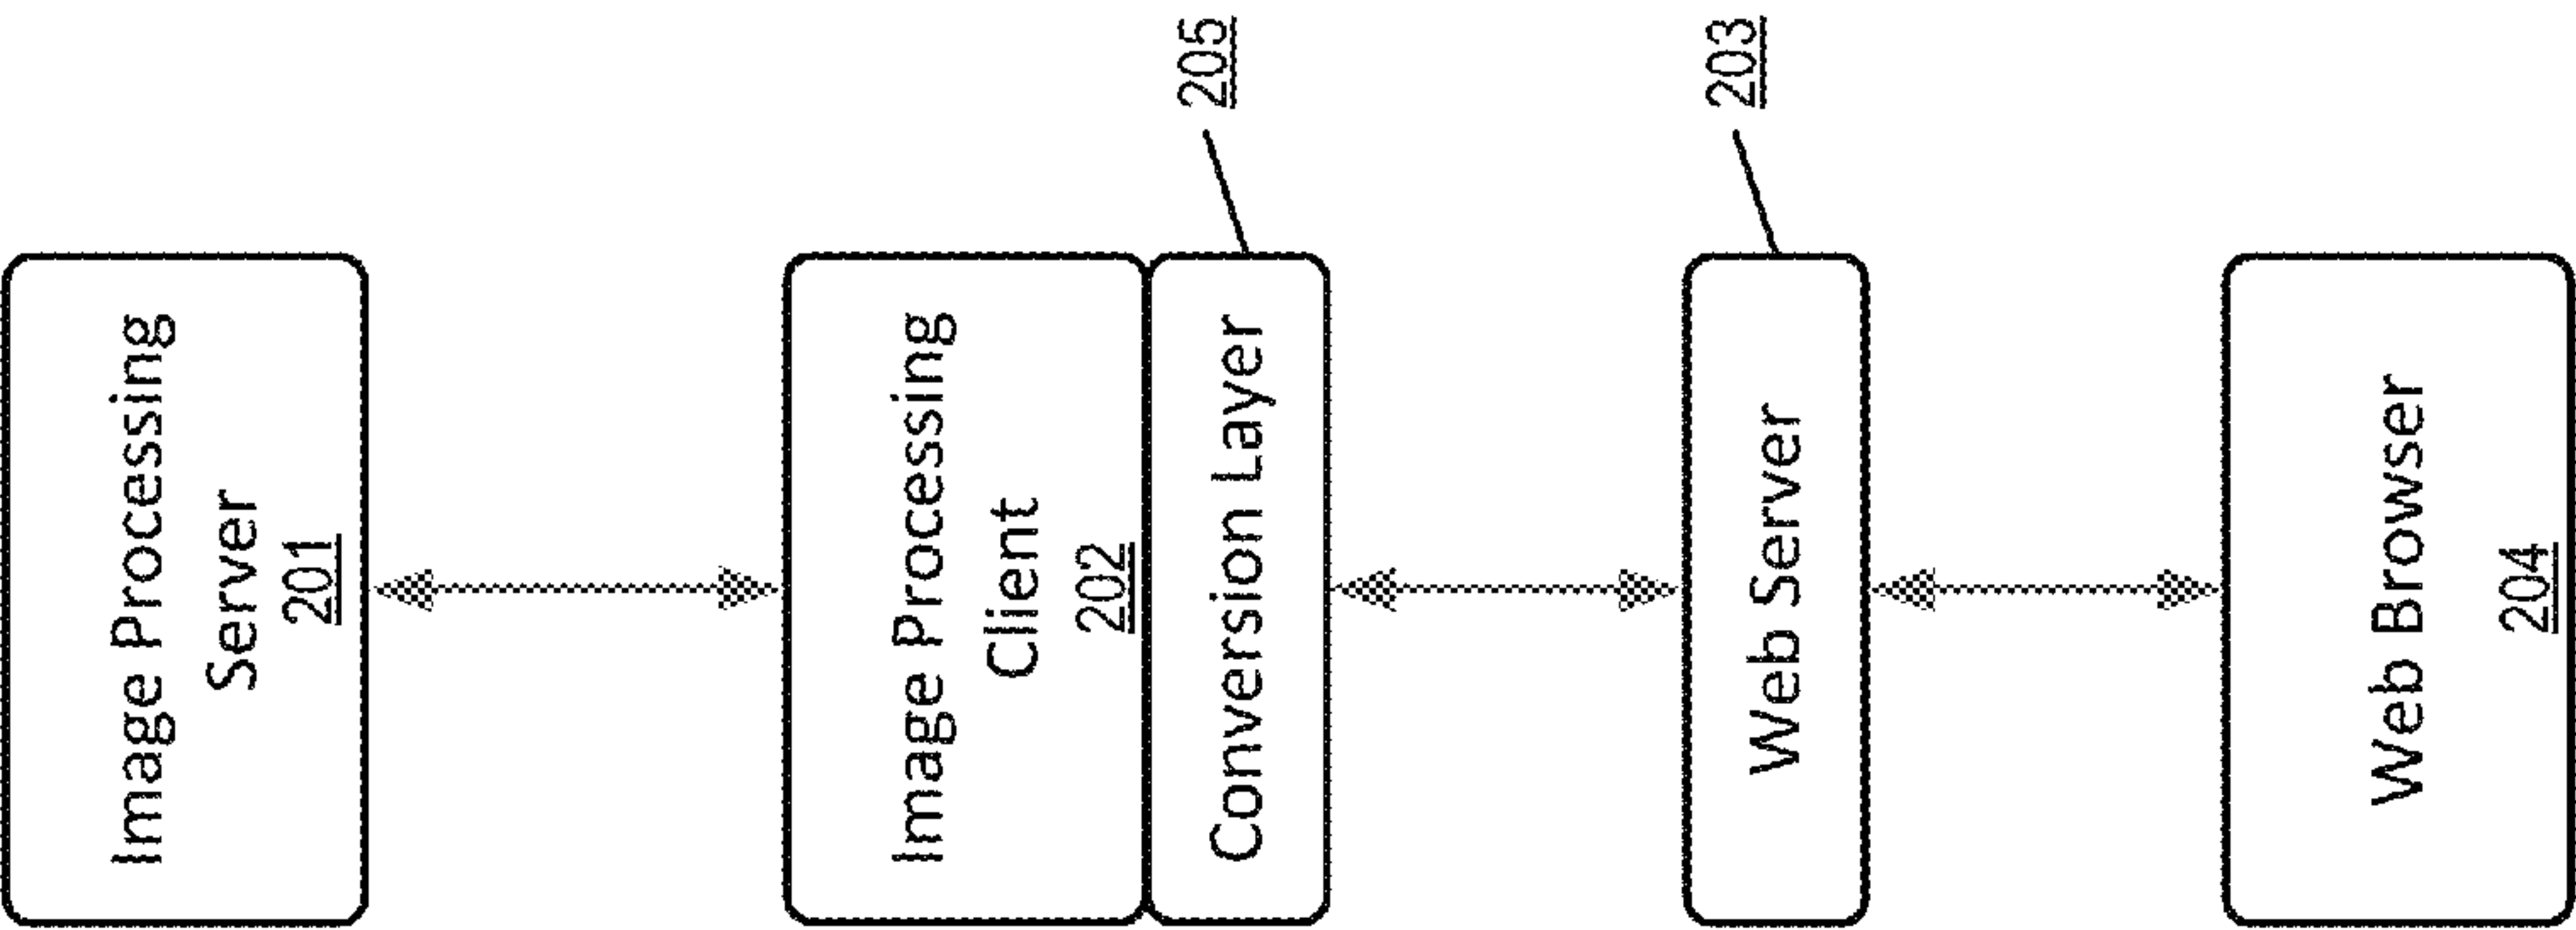 Image Processing
Server
201
Image Processing
Client
202
Conversion Layer
205
Web Server
203
Web Browser
204